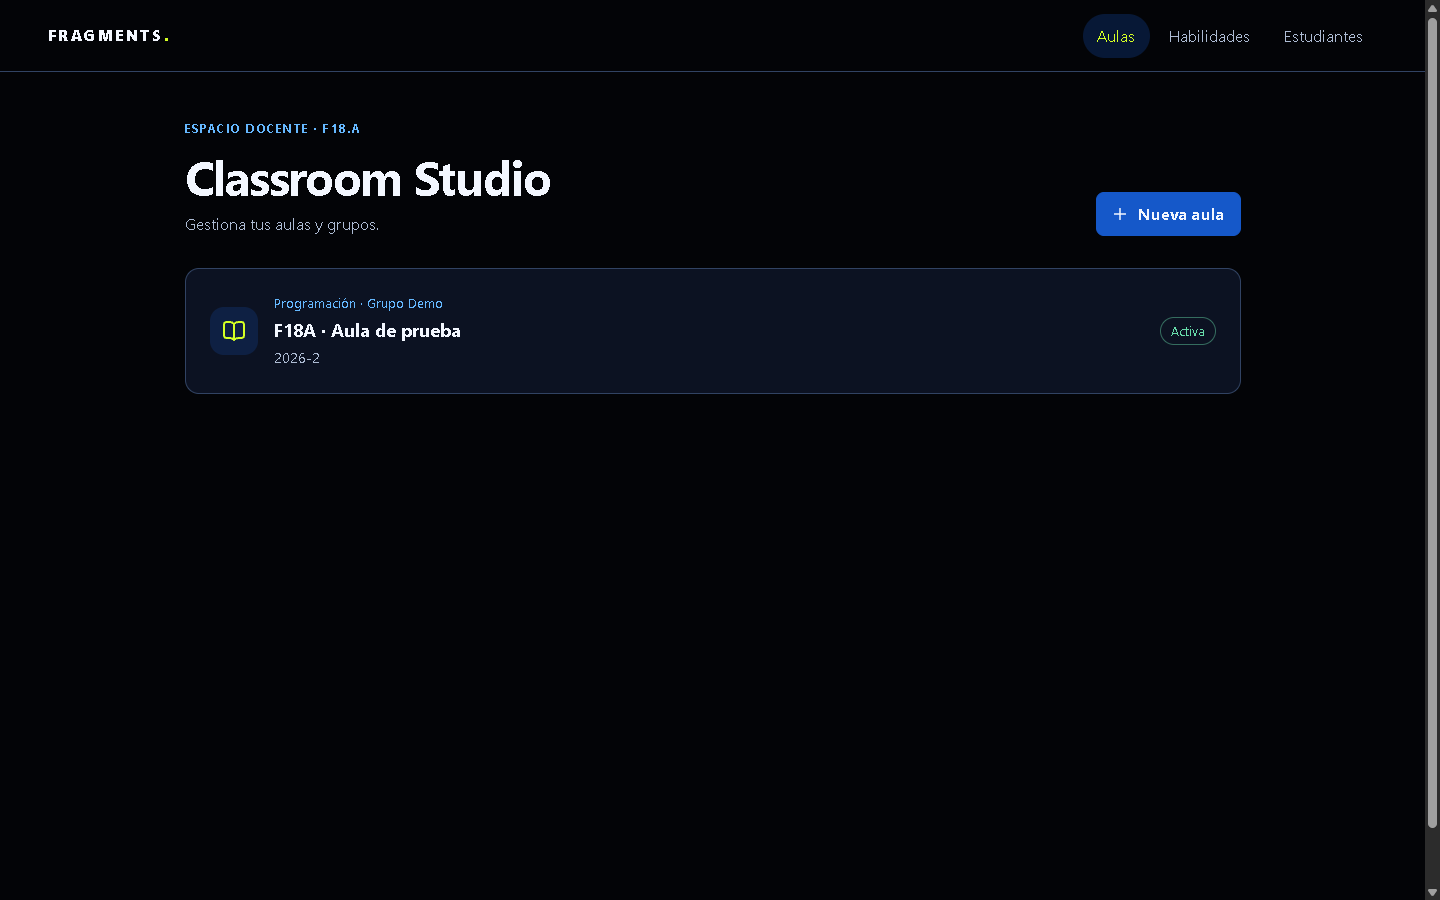 FRAGMENTS.
Aulas
Habilidades
Estudiantes
ESPACIO DOCENTE · F18.A
Classroom Studio
Gestiona tus aulas y grupos.
+ Nueva aula
Programación · Grupo Demo
F18A · Aula de prueba
2026-2
Activa